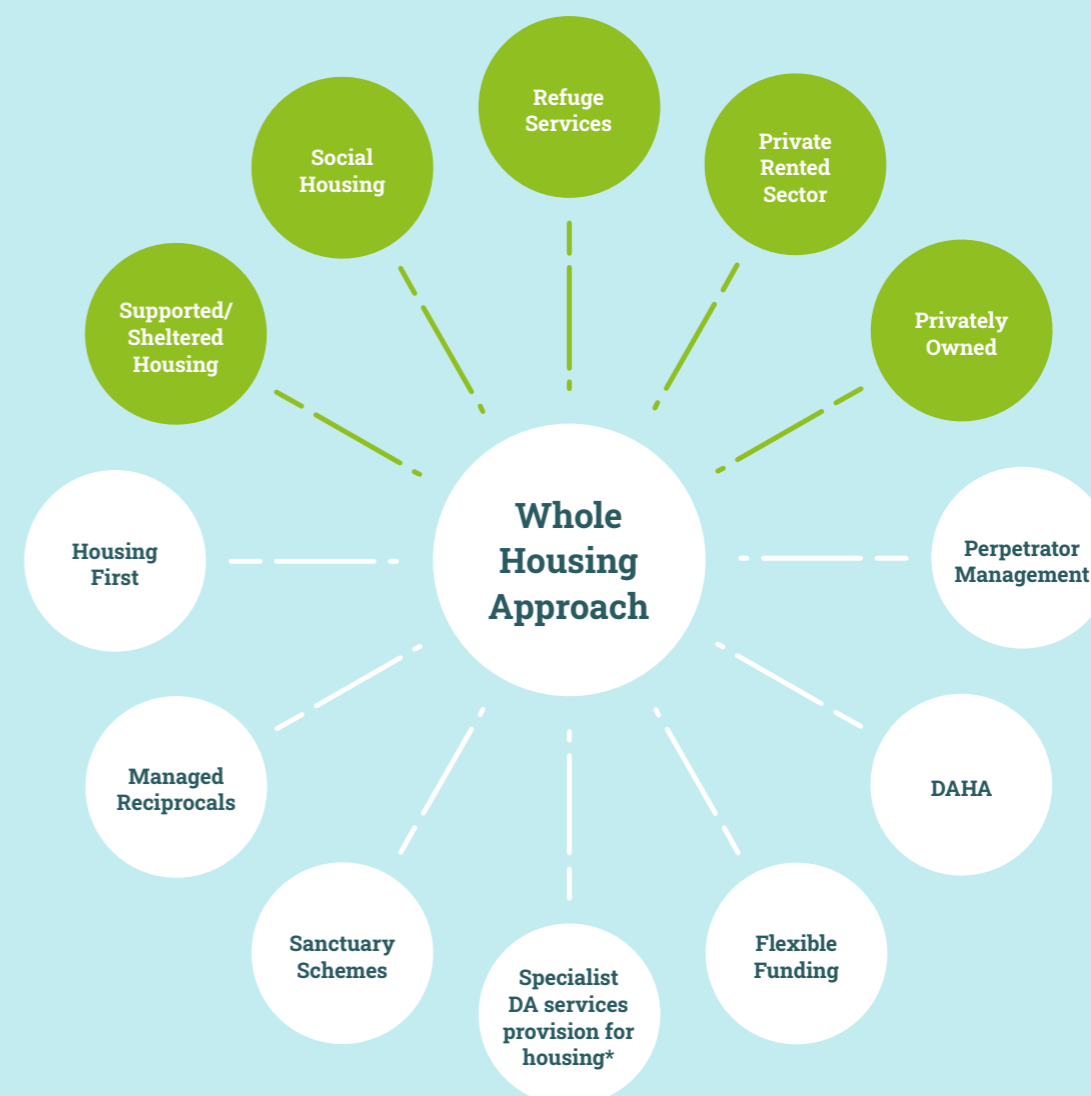 Refuge
Services
Social
Housing
Private
Rented
Sector
Supported/
Sheltered
Housing
Privately
Owned
Whole
Housing
Approach
Housing
First
Perpetrator
Management
Managed
Reciprocals
DAHA
Sanctuary
Schemes
Specialist
DA services
provision for
housing*
Flexible
Funding